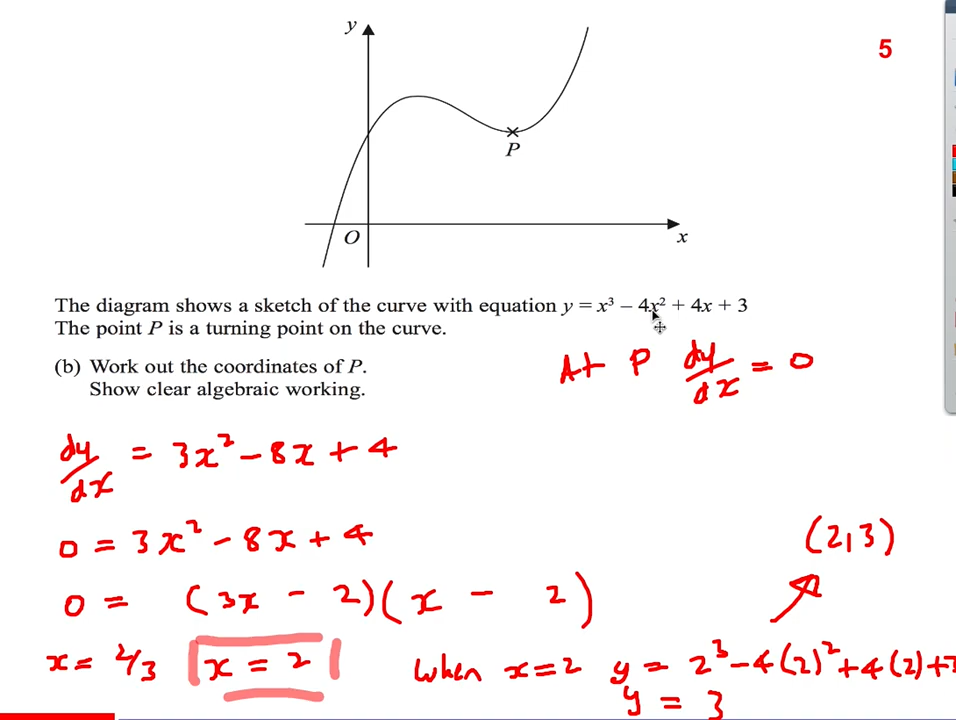 y
5
P
O
x
The diagram shows a sketch of the curve with equation y = x³ – 4x² + 4x + 3
The point P is a turning point on the curve.
(b) Work out the coordinates of P.
Show clear algebraic working.
At P dy/dx = 0
dy/dx = 3x² - 8x + 4
0 = 3x² - 8x + 4
(2,3)
0 = (3x - 2)(x - 2)
x = 2/3 x = 2 when x=2 y = 2³-4(2)²+4(2)+3
y = 3